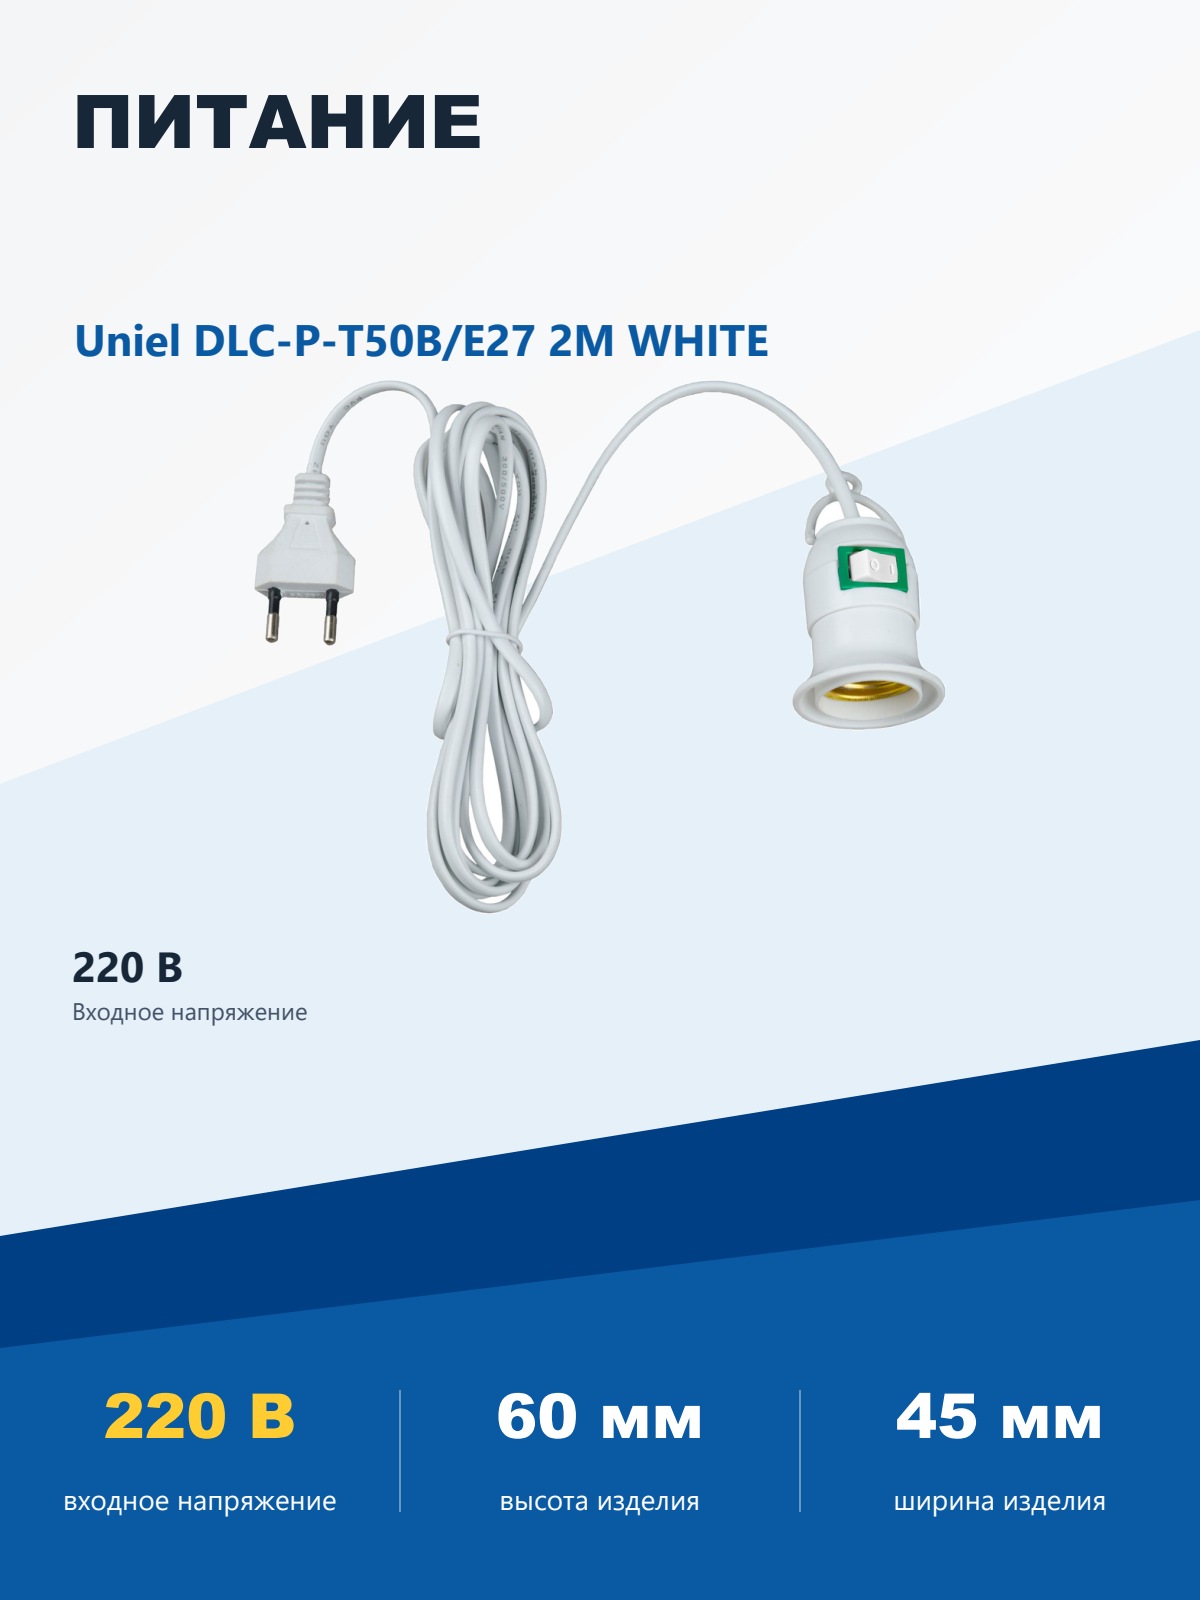 ПИТАНИЕ
Uniel DLC-P-T50B/E27 2M WHITE
220 В
Входное напряжение
220 В
входное напряжение
60 мм
высота изделия
45 мм
ширина изделия